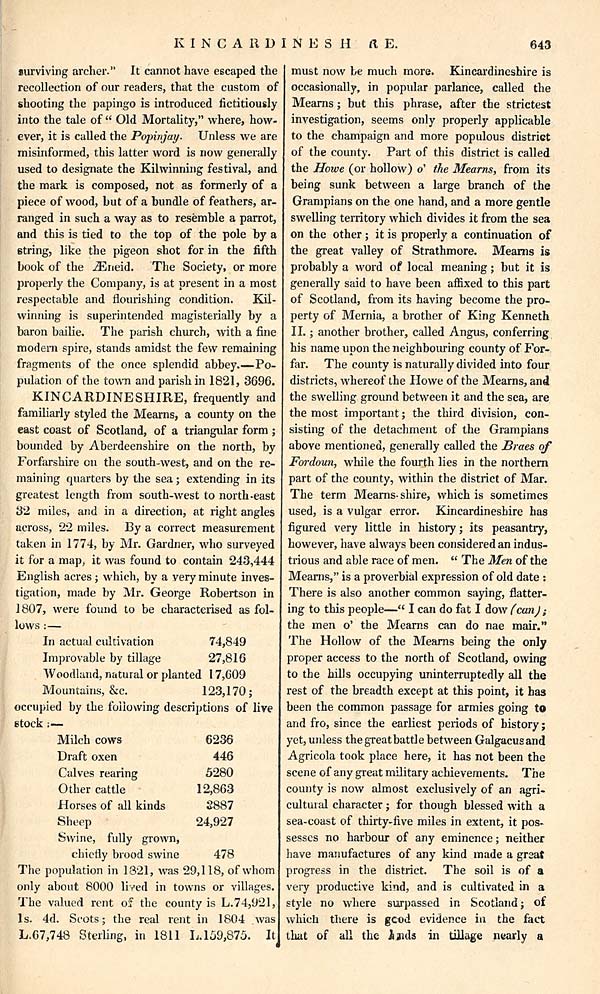 KINCARDINESHIRE. 643
surviving archer." It cannot have escaped the
recollection of our readers, that the custom of
shooting the papingo is introduced fictitiously
into the tale of " Old Mortality," where, how-
ever, it is called the Popinjay. Unless we are
misinformed, this latter word is now generally
used to designate the Kilwinning festival, and
the mark is composed, not as formerly of a
piece of wood, but of a bundle of feathers, ar-
ranged in such a way as to resemble a parrot,
and this is tied to the top of the pole by a
string, like the pigeon shot for in the fifth
book of the Æneid. The Society, or more
properly the Company, is at present in a most
respectable and flourishing condition. Kil-
winning is superintended magisterially by a
baron bailie. The parish church, with a fine
modern spire, stands amidst the few remaining
fragments of the once splendid abbey.—Po-
pulation of the town and parish in 1821, 3696.
KINCARDINESHIRE, frequently and
familiarly styled the Mearns, a county on the
east coast of Scotland, of a triangular form ;
bounded by Aberdeenshire on the north, by
Forfarshire on the south-west, and on the re-
maining quarters by the sea ; extending in its
greatest length from south-west to north-east
32 miles, and in a direction, at right angles
across, 22 miles. By a correct measurement
taken in 1774, by Mr. Gardner, who surveyed
it for a map, it was found to contain 243,444
English acres ; which, by a very minute inves-
tigation, made by Mr. George Robertson in
1807, were found to be characterised as fol-
lows :—
In actual cultivation 74,849
Improvable by tillage 27,816
Woodland, natural or planted 17,609
Mountains, &c. 123,170 ;
occupied by the following descriptions of live
stock :—
Milch cows 6236
Draft oxen 446
Calves rearing 5280
Other cattle 12,863
Horses of all kinds 3887
Sheep 24,927
Swine, fully grown,
chiefly brood swine 478
The population in 1821, was 29,118, of whom
only about 8000 lived in towns or villages.
The valued rent of the county is L.74,921,
1s. 4d. Scots ; the real rent in 1804 was
L.67,748 Sterling, in 1811 L.159,875. It
must now be much more. Kincardineshire is
occasionally, in popular parlance, called the
Mearns ; but this phrase, after the strictest
investigation, seems only properly applicable
to the champaign and more populous district
of the county. Part of this district is called
the Howe (or hollow) o' the Mearns, from its
being sunk between a large branch of the
Grampians on the one hand, and a more gentle
swelling territory which divides it from the sea
on the other ; it is properly a continuation of
the great valley of Strathmore. Mearns is
probably a word of local meaning ; but it is
generally said to have been affixed to this part
of Scotland, from its having become the pro-
perty of Mernia, a brother of King Kenneth
II. ; another brother, called Angus, conferring
his name upon the neighbouring county of For-
far. The county is naturally divided into four
districts, whereof the Howe of the Mearns, and
the swelling ground between it and the sea, are
the most important ; the third division, con-
sisting of the detachment of the Grampians
above mentioned, generally called the Braes of
Fordoun, while the fourth lies in the northern
part of the county, within the district of Mar.
The term Mearns-shire, which is sometimes
used, is a vulgar error. Kincardineshire has
figured very little in history ; its peasantry,
however, have always been considered an indus-
trious and able race of men. " The Men of the
Mearns," is a proverbial expression of old date :
There is also another common saying, flatter-
ing to this people—" I can do fat I dow (can) ;
the men o' the Mearns can do nae mair."
The Hollow of the Mearns being the only
proper access to the north of Scotland, owing
to the hills occupying uninterruptedly all the
rest of the breadth except at this point, it has
been the common passage for armies going to
and fro, since the earliest periods of history ;
yet, unless the great battle between Galgacus and
Agricola took place here, it has not been the
scene of any great military achievements. The
county is now almost exclusively of an agri-
cultural character ; for though blessed with a
sea-coast of thirty-five miles in extent, it pos-
sesses no harbour of any eminence ; neither
have manufactures of any kind made a great
progress in the district. The soil is of a
very productive kind, and is cultivated in a
style no where surpassed in Scotland ; of
which there is good evidence in the fact
that of all the lands in tillage nearly a